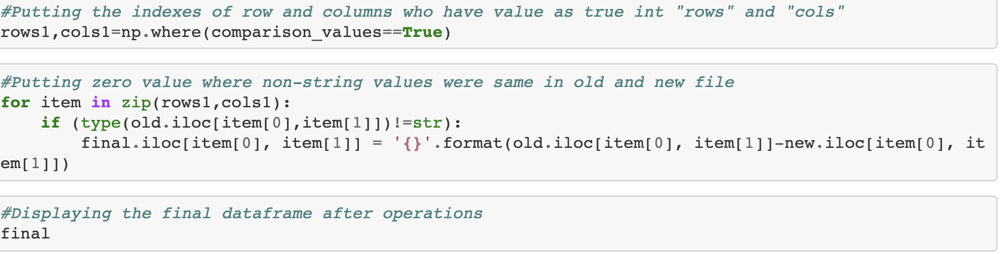 #Putting the indexes of row and columns who have value as true int "rows" and "cols"
rows1,cols1=np.where(comparison_values==True)
#Putting zero value where non-string values were same in old and new file
for item in zip(rows1,cols1):
    if (type(old.iloc[item[0],item[1]])!=str):
        final.iloc[item[0], item[1]] = '{}'.format(old.iloc[item[0], item[1]]-new.iloc[item[0], it
em[1]])
#Displaying the final dataframe after operations
final